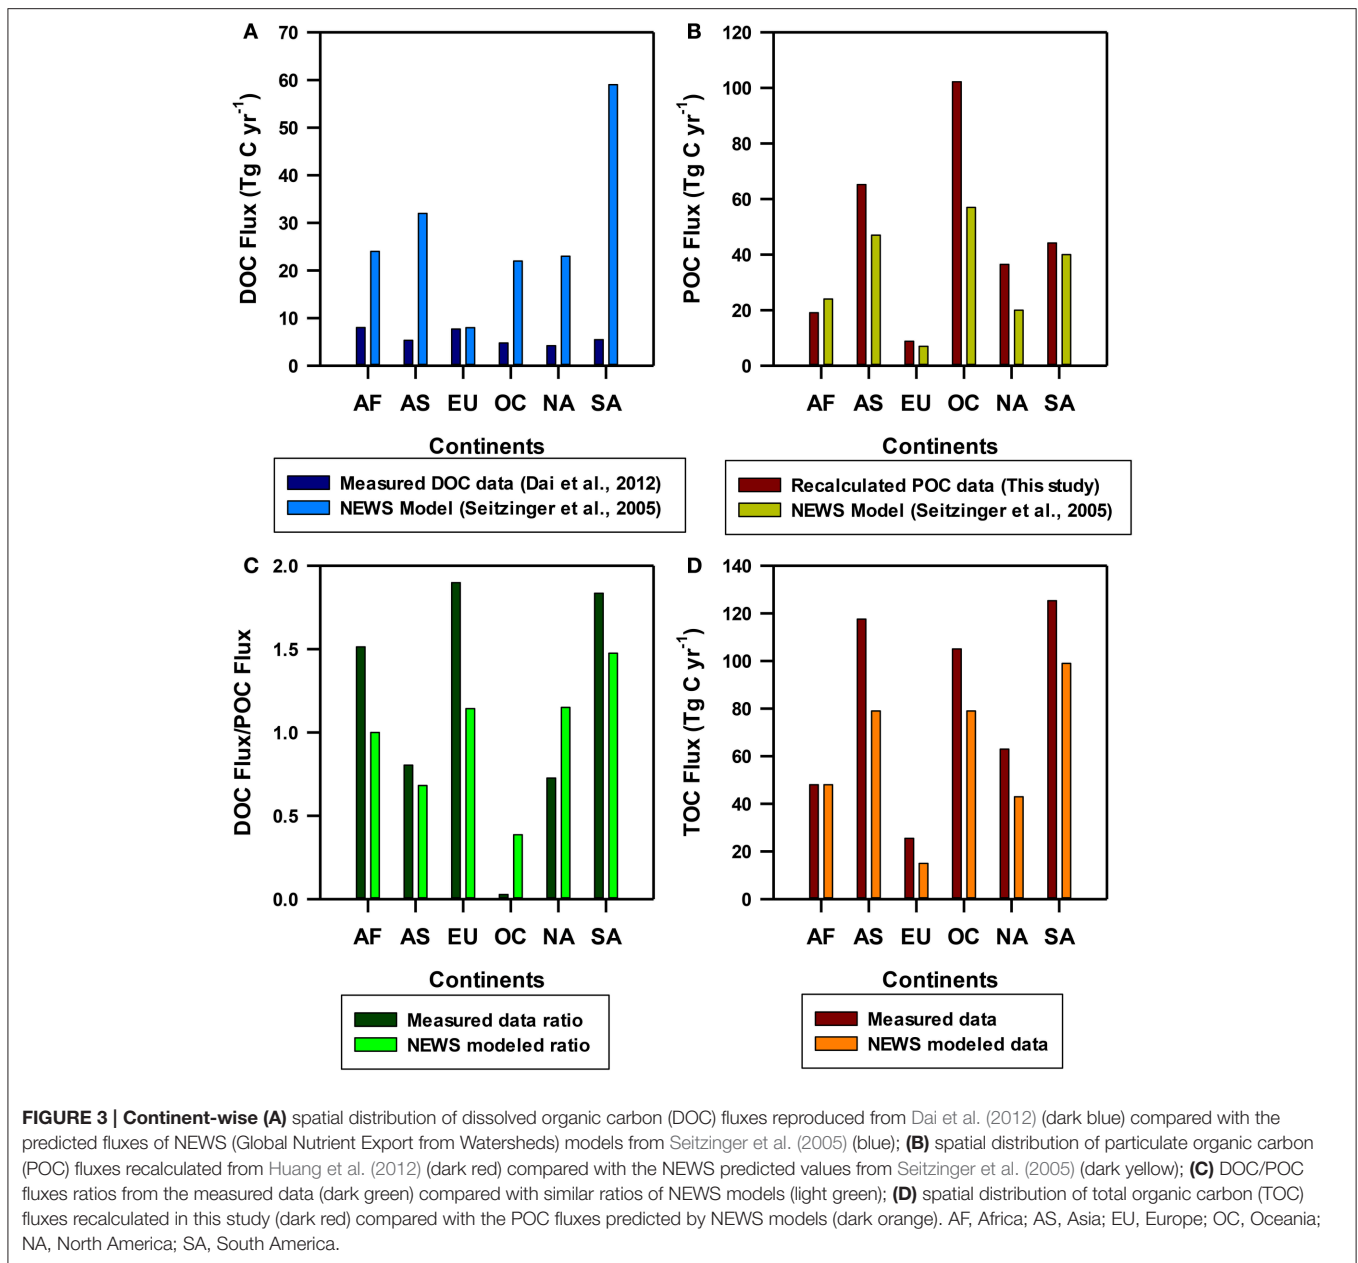 A
70
60
50
40
30
20
10
0
DOC Flux (Tg C yr-1)
AF AS EU OC NA SA
Continents
Measured DOC data (Dai et al., 2012)
NEWS Model (Seitzinger et al., 2005)
B
120
100
80
60
40
20
0
POC Flux (Tg C yr-1)
AF AS EU OC NA SA
Continents
Recalculated POC data (This study)
NEWS Model (Seitzinger et al., 2005)
C
2.0
1.5
1.0
0.5
0.0
DOC Flux/POC Flux
AF AS EU OC NA SA
Continents
Measured data ratio
NEWS modeled ratio
D
140
120
100
80
60
40
20
0
TOC Flux (Tg C yr-1)
AF AS EU OC NA SA
Continents
Measured data
NEWS modeled data
FIGURE 3 | Continent-wise (A) spatial distribution of dissolved organic carbon (DOC) fluxes reproduced from Dai et al. (2012) (dark blue) compared with the
predicted fluxes of NEWS (Global Nutrient Export from Watersheds) models from Seitzinger et al. (2005) (blue); (B) spatial distribution of particulate organic carbon
(POC) fluxes recalculated from Huang et al. (2012) (dark red) compared with the NEWS predicted values from Seitzinger et al. (2005) (dark yellow); (C) DOC/POC
fluxes ratios from the measured data (dark green) compared with similar ratios of NEWS models (light green); (D) spatial distribution of total organic carbon (TOC)
fluxes recalculated in this study (dark red) compared with the POC fluxes predicted by NEWS models (dark orange). AF, Africa; AS, Asia; EU, Europe; OC, Oceania;
NA, North America; SA, South America.